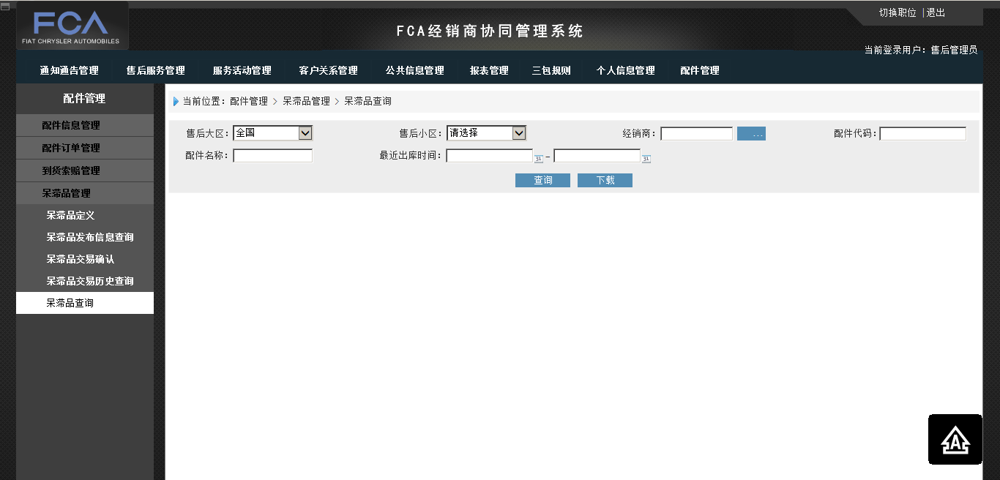 切换职位 |退出
FCA
FIAT CHRYSLER AUTOMOBILES
FCA经销商协同管理系统
当前登录用户：售后管理员
通知通告管理 售后服务管理 服务活动管理 客户关系管理 公共信息管理 报表管理 三包规则 个人信息管理 配件管理
配件管理
配件信息管理
配件订单管理
到货索赔管理
呆滞品管理
呆滞品定义
呆滞品发布信息查询
呆滞品交易确认
呆滞品交易历史查询
呆滞品查询
当前位置：配件管理 > 呆滞品管理 > 呆滞品查询
售后大区： 全国 售后小区： 请选择 经销商： ... 配件代码：
配件名称： 最近出库时间： 31 – 31
查询 下载
A